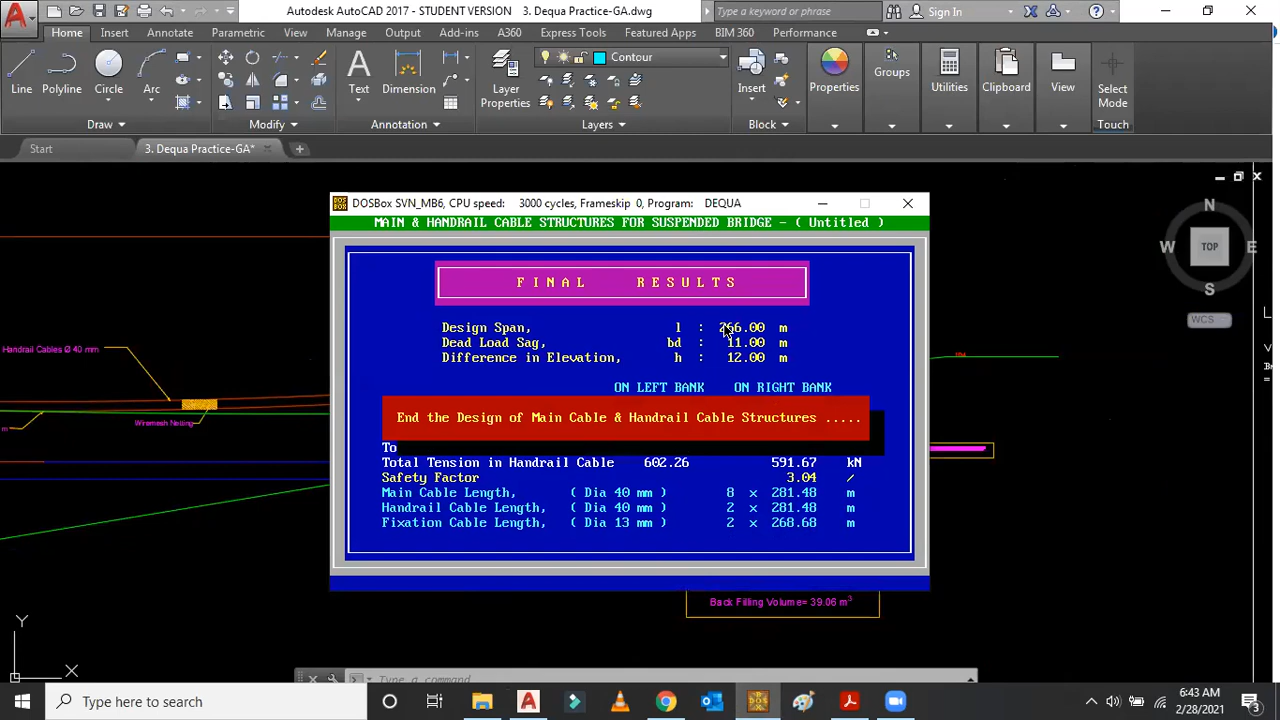 Autodesk AutoCAD 2017 - STUDENT VERSION 3. Dequa Practice-GA.dwg
Type a keyword or phrase
Sign In
Home Insert Annotate Parametric View Manage Output Add-ins A360 Express Tools Featured Apps BIM 360 Performance
Contour
Line Polyline Circle Arc
Text Dimension
Layer
Properties
Insert
Properties
Groups
Utilities
Clipboard
View
Select
Mode
Draw Modify Annotation Layers Block Touch
Start 3. Dequa Practice-GA*
DOSBox SVN_MB6, CPU speed: 3000 cycles, Frameskip 0, Program: DEQUA
MAIN & HANDRAIL CABLE STRUCTURES FOR SUSPENDED BRIDGE - ( Untitled )
FINAL RESULTS
Design Span, l : 266.00 m
Dead Load Sag, bd : 11.00 m
Difference in Elevation, h : 12.00 m
ON LEFT BANK ON RIGHT BANK
End the Design of Main Cable & Handrail Cable Structures .....
To
Total Tension in Handrail Cable 602.26 591.67 kN
Safety Factor 3.04 /
Main Cable Length, ( Dia 40 mm ) 8 x 281.48 m
Handrail Cable Length, ( Dia 40 mm ) 2 x 281.48 m
Fixation Cable Length, ( Dia 13 mm ) 2 x 268.68 m
Handrail Cables Ø 40 mm
Wiremesh Netting
m
N
W TOP E
S
WCS
Back Filling Volume= 39.06 m³
Y
X
Type a command
Type here to search
6:43 AM
2/28/2021
3